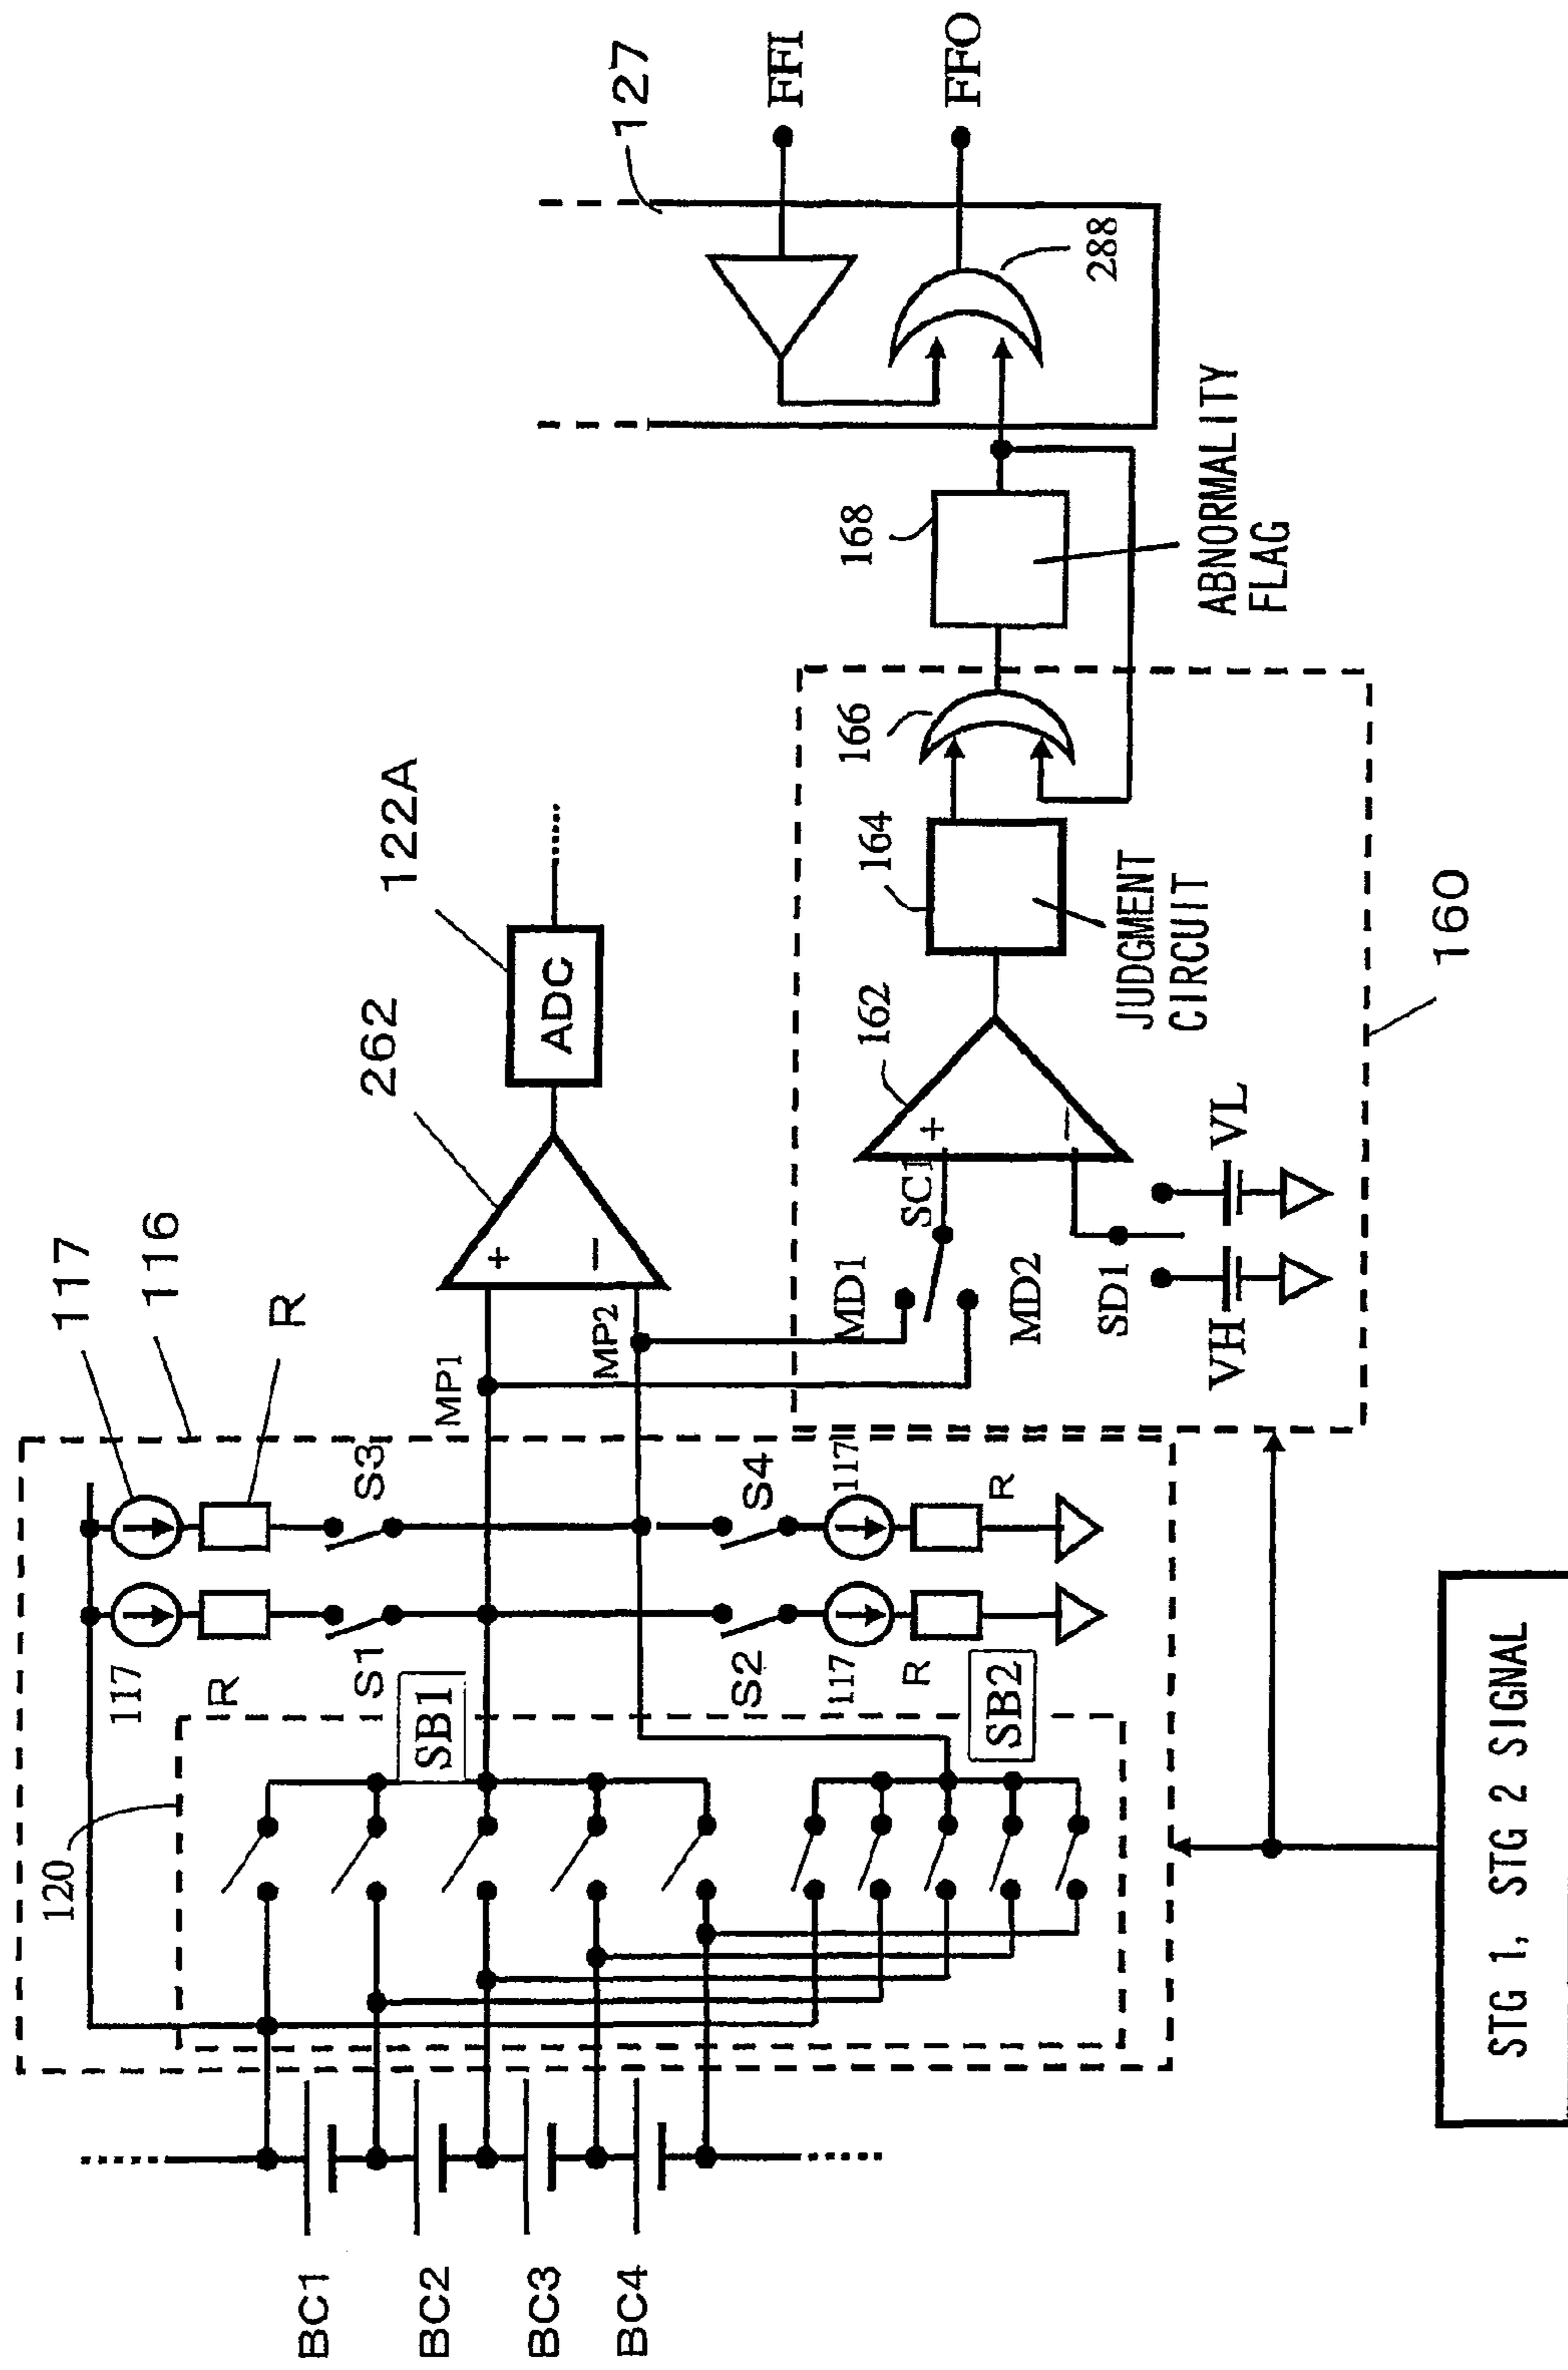 BC1
BC2
BC3
BC4
120
SB1
SB2
117
R
S1
S2
117
R
S3
S4
117
R
117
116
R
MP1
MP2
+
−
262
ADC
122A
MD1
MD2
SC1
SD1
VH
VL
+
−
162
164
JUDGMENT
CIRCUIT
166
160
168
ABNORMALITY
FLAG
288
127
FFI
FFO
STG 1, STG 2 SIGNAL